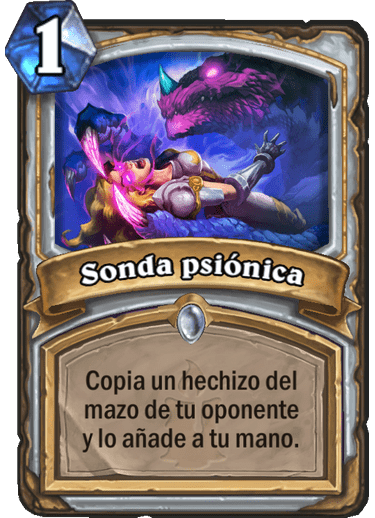 1
Sonda psiónica
Copia un hechizo del
mazo de tu oponente
y lo añade a tu mano.